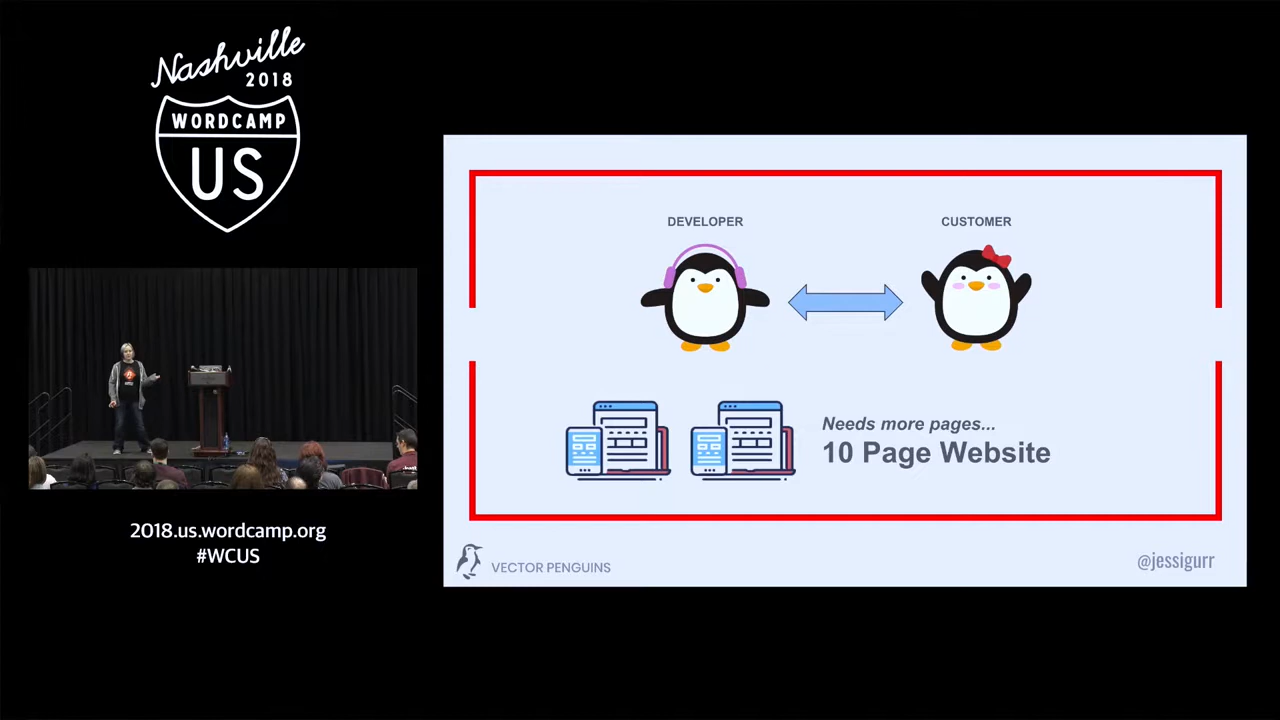 Nashville
2018
WORDCAMP
US
2018.us.wordcamp.org
#WCUS
DEVELOPER
CUSTOMER
Needs more pages...
10 Page Website
VECTOR PENGUINS
@jessigurr